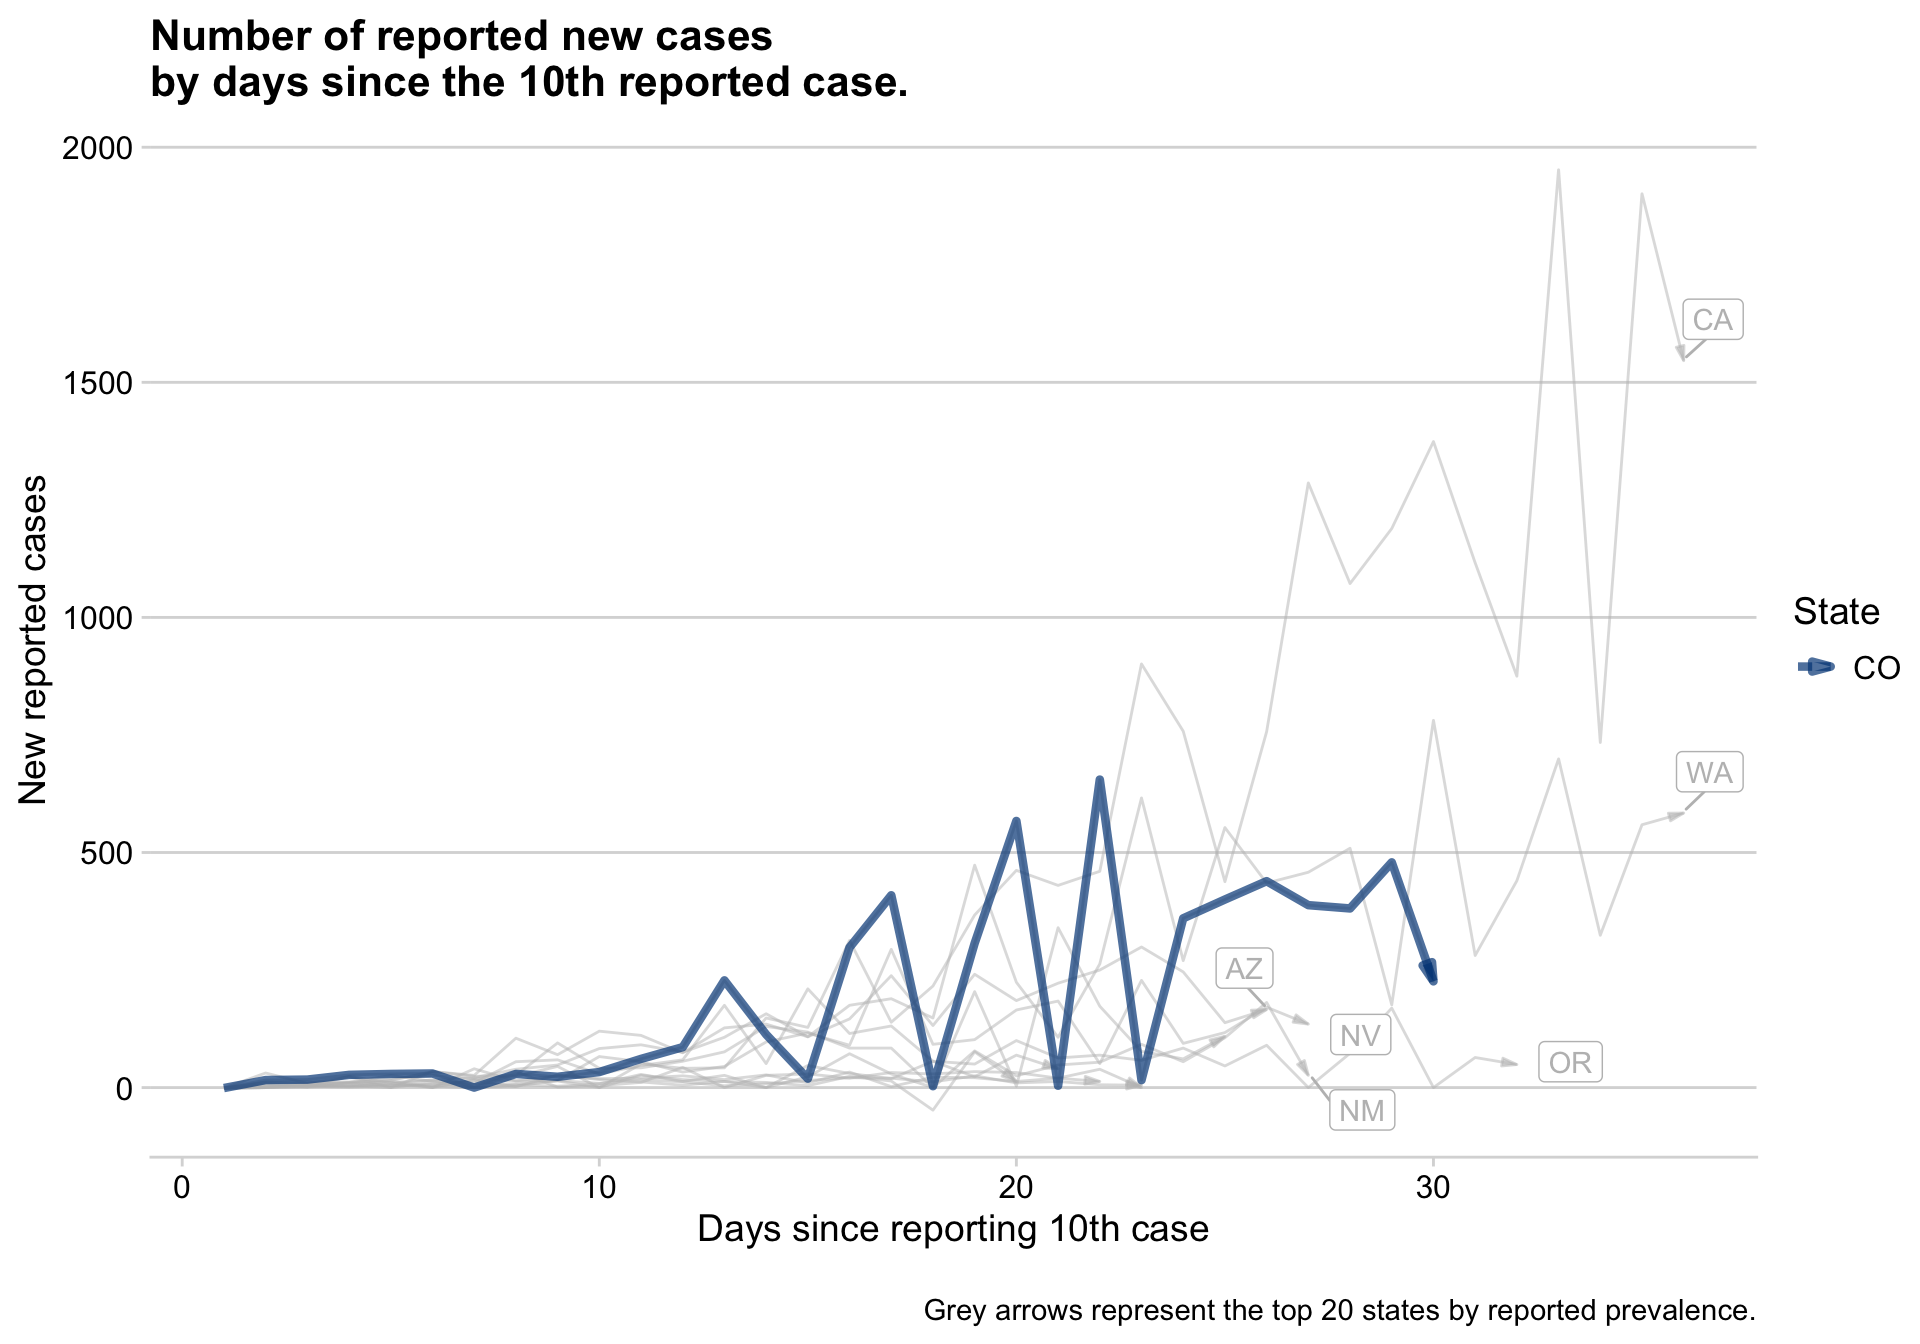 Number of reported new cases
by days since the 10th reported case.
2000
1500
1000
500
0
New reported cases
CA
WA
AZ
NV
OR
NM
State
CO
0
10
20
30
Days since reporting 10th case
Grey arrows represent the top 20 states by reported prevalence.